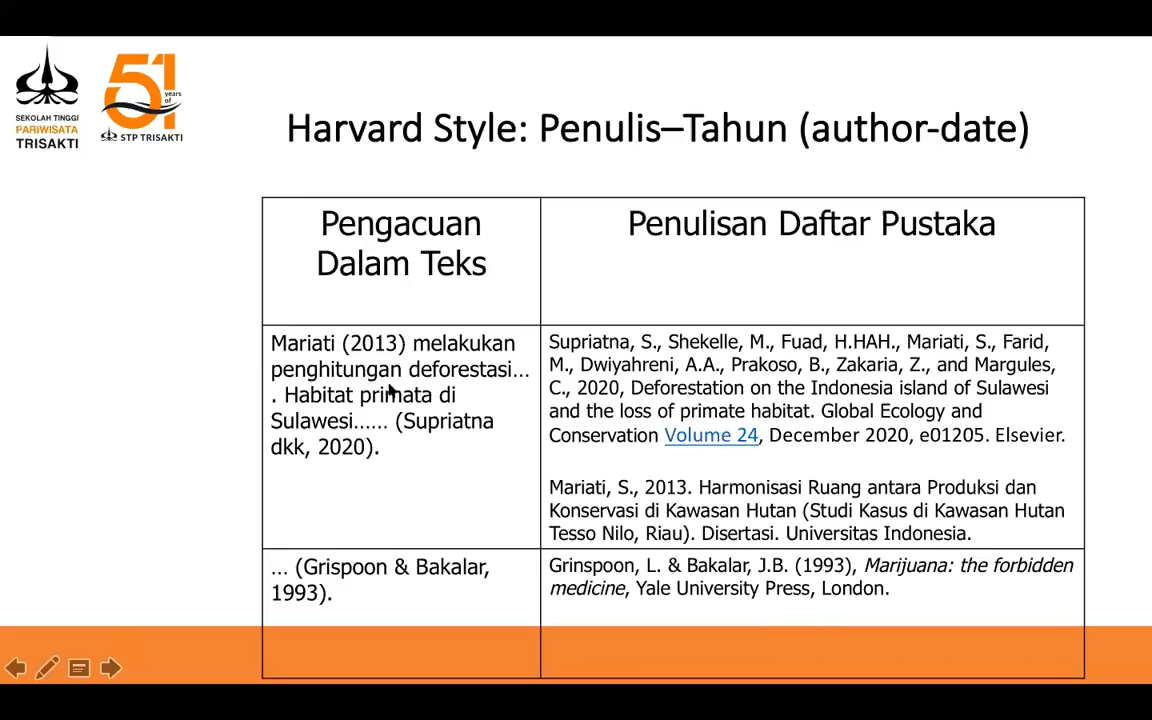 SEKOLAH TINGGI
PARIWISATA
TRISAKTI
51
years
of
STP TRISAKTI
Harvard Style: Penulis–Tahun (author-date)
Pengacuan
Dalam Teks
Penulisan Daftar Pustaka
Mariati (2013) melakukan
penghitungan deforestasi…
. Habitat primata di
Sulawesi…… (Supriatna
dkk, 2020).
Supriatna, S., Shekelle, M., Fuad, H.HAH., Mariati, S., Farid,
M., Dwiyahreni, A.A., Prakoso, B., Zakaria, Z., and Margules,
C., 2020, Deforestation on the Indonesia island of Sulawesi
and the loss of primate habitat. Global Ecology and
Conservation Volume 24, December 2020, e01205. Elsevier.
Mariati, S., 2013. Harmonisasi Ruang antara Produksi dan
Konservasi di Kawasan Hutan (Studi Kasus di Kawasan Hutan
Tesso Nilo, Riau). Disertasi. Universitas Indonesia.
… (Grispoon & Bakalar,
1993).
Grinspoon, L. & Bakalar, J.B. (1993), Marijuana: the forbidden
medicine, Yale University Press, London.